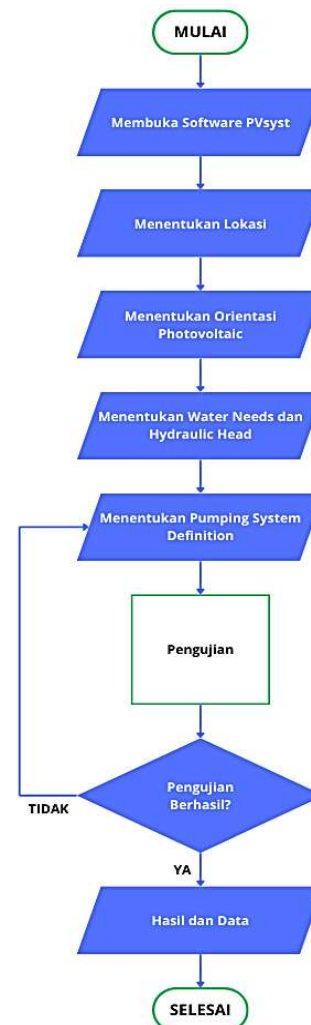 MULAI
Membuka Software PVsyst
Menentukan Lokasi
Menentukan Orientasi
Photovoltaic
Menentukan Water Needs dan
Hydraulic Head
Menentukan Pumping System
Definition
Pengujian
Pengujian
Berhasil?
TIDAK
YA
Hasil dan Data
SELESAI